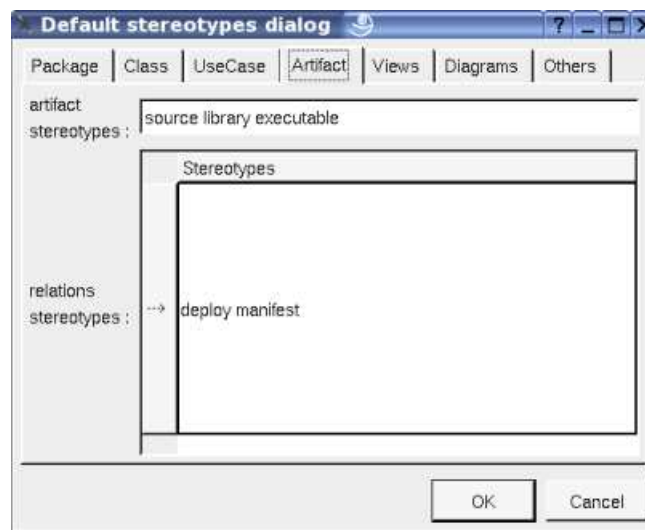 Default stereotypes dialog ?
Package Class UseCase Artifact Views Diagrams Others
artifact
stereotypes :
source library executable
Stereotypes
relations
stereotypes :
deploy manifest
OK Cancel